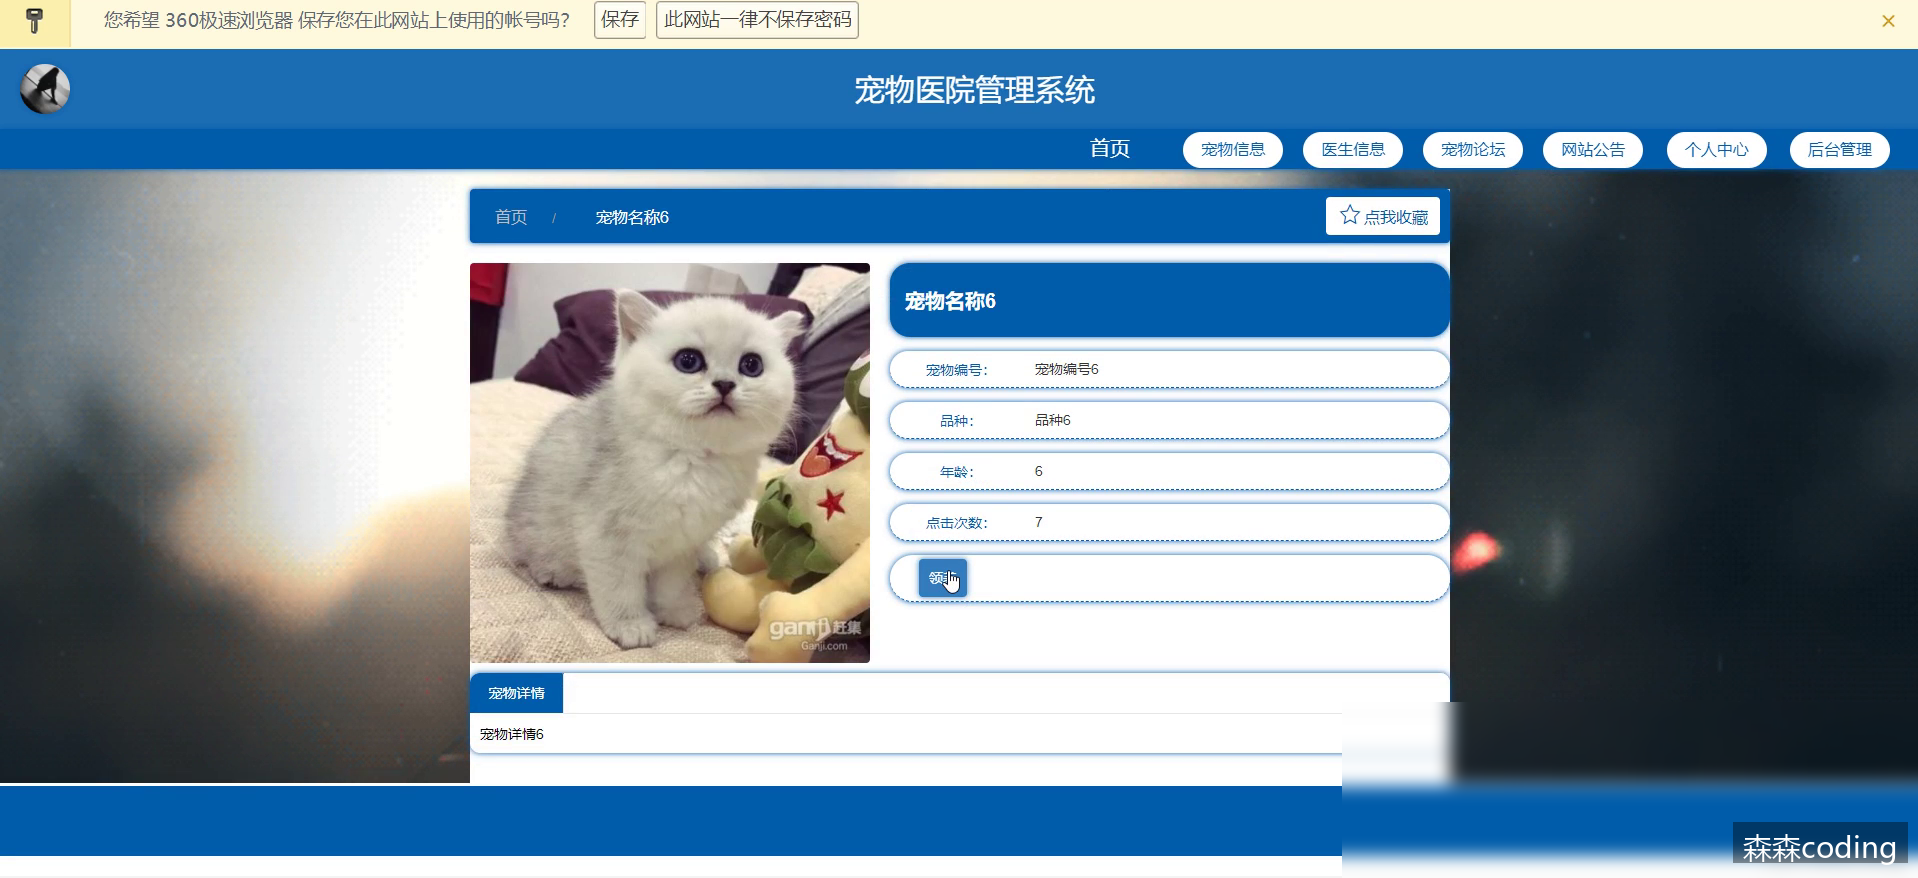 您希望 360极速浏览器 保存您在此网站上使用的帐号吗?
保存
此网站一律不保存密码
宠物医院管理系统
首页
宠物信息
医生信息
宠物论坛
网站公告
个人中心
后台管理
首页 / 宠物名称6
点我收藏
宠物名称6
宠物编号: 宠物编号6
品种: 品种6
年龄: 6
点击次数: 7
领
赶集
Ganji.com
宠物详情
宠物详情6
森森coding